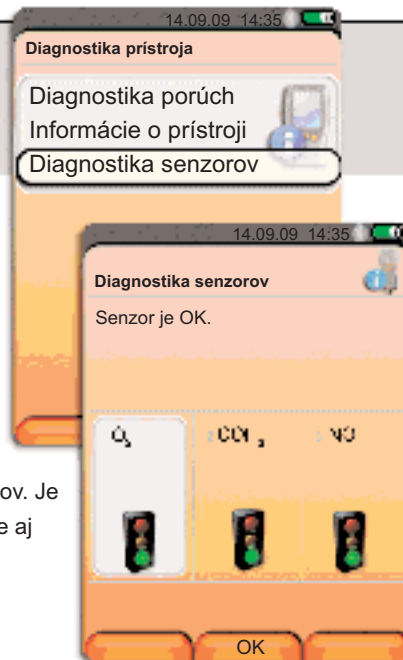 14.09.09 14:35
Diagnostika prístroja
Diagnostika porúch
Informácie o prístroji
Diagnostika senzorov
14.09.09 14:35
Diagnostika senzorov
Senzor je OK.
O₂
NO
ov. Je
e aj
OK